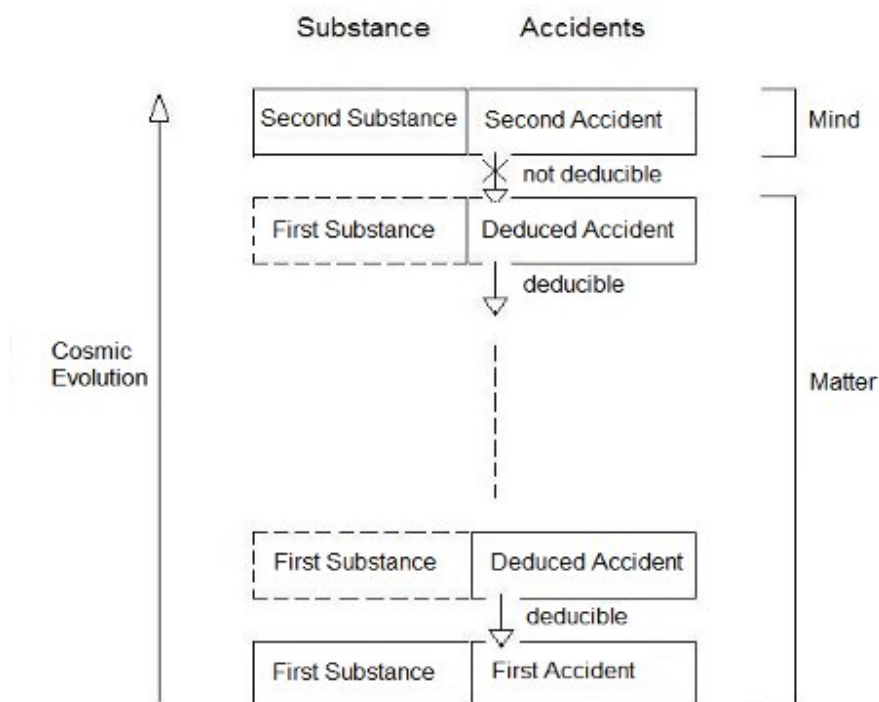 Substance Accidents
Second Substance Second Accident Mind
not deducible
First Substance Deduced Accident
deducible
Cosmic
Evolution
Matter
First Substance Deduced Accident
deducible
First Substance First Accident